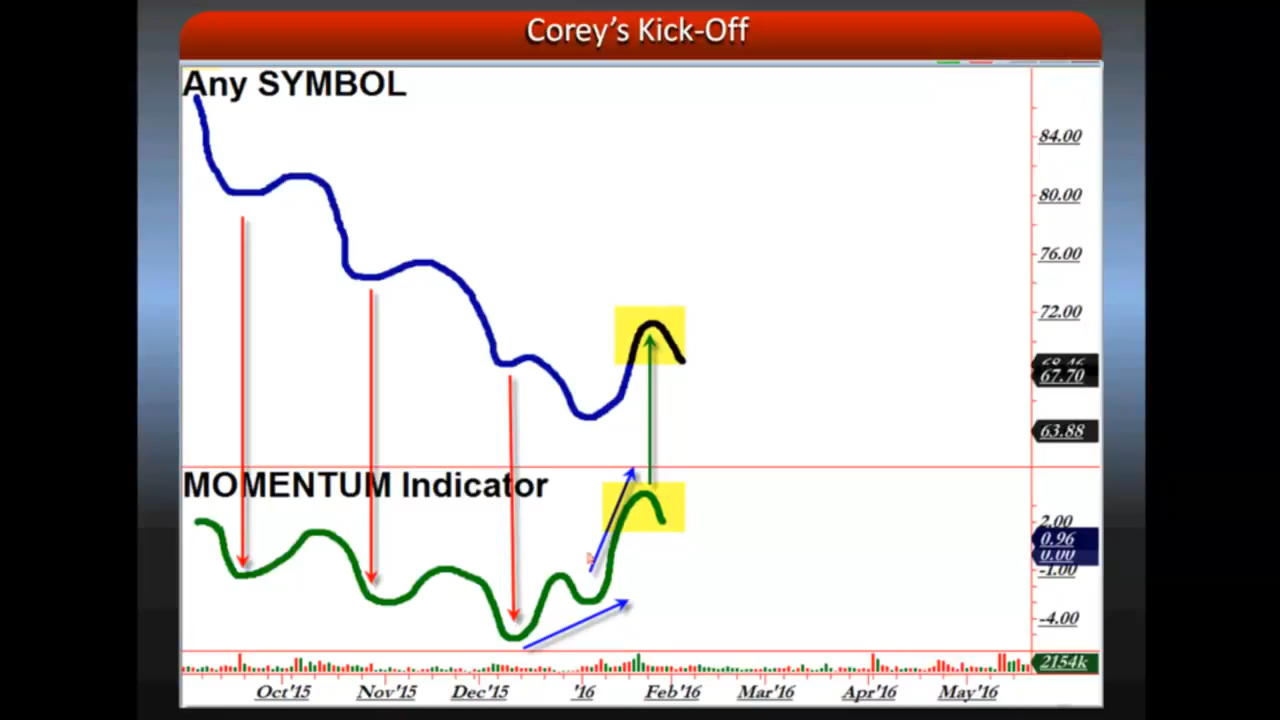 Corey's Kick-Off
Any SYMBOL
84.00
80.00
76.00
72.00
67.70
63.88
MOMENTUM Indicator
2.00
0.96
0.00
-1.00
-4.00
2154k
Oct'15 Nov'15 Dec'15 '16 Feb'16 Mar'16 Apr'16 May'16